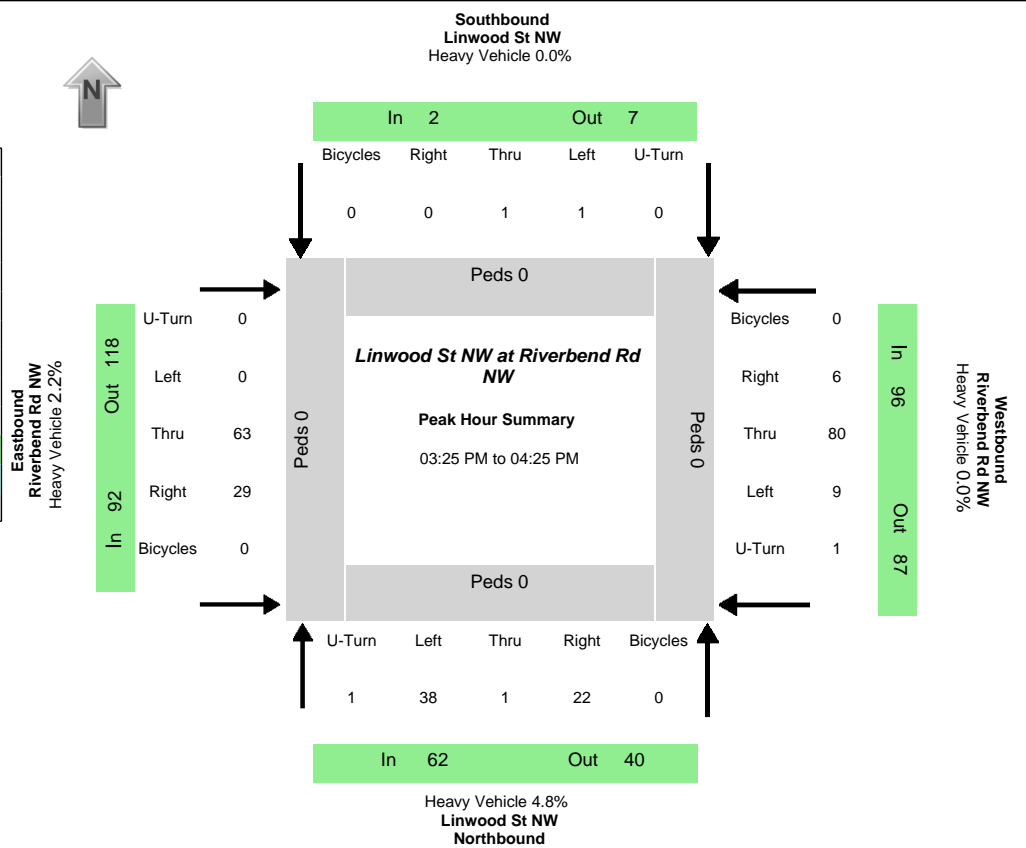 Southbound
Linwood St NW
Heavy Vehicle 0.0%
N
In 2 Out 7
Bicycles Right Thru Left U-Turn
0 0 1 1 0
Peds 0
Eastbound
Riverbend Rd NW
Heavy Vehicle 2.2%
In 92 Out 118
U-Turn 0
Left 0
Thru 63
Right 29
Bicycles 0
Peds 0
Linwood St NW at Riverbend Rd
NW
Peak Hour Summary
03:25 PM to 04:25 PM
Peds 0
Bicycles 0
Right 6
Thru 80
Left 9
U-Turn 1
In 96 Out 87
Westbound
Riverbend Rd NW
Heavy Vehicle 0.0%
Peds 0
U-Turn Left Thru Right Bicycles
1 38 1 22 0
In 62 Out 40
Heavy Vehicle 4.8%
Linwood St NW
Northbound